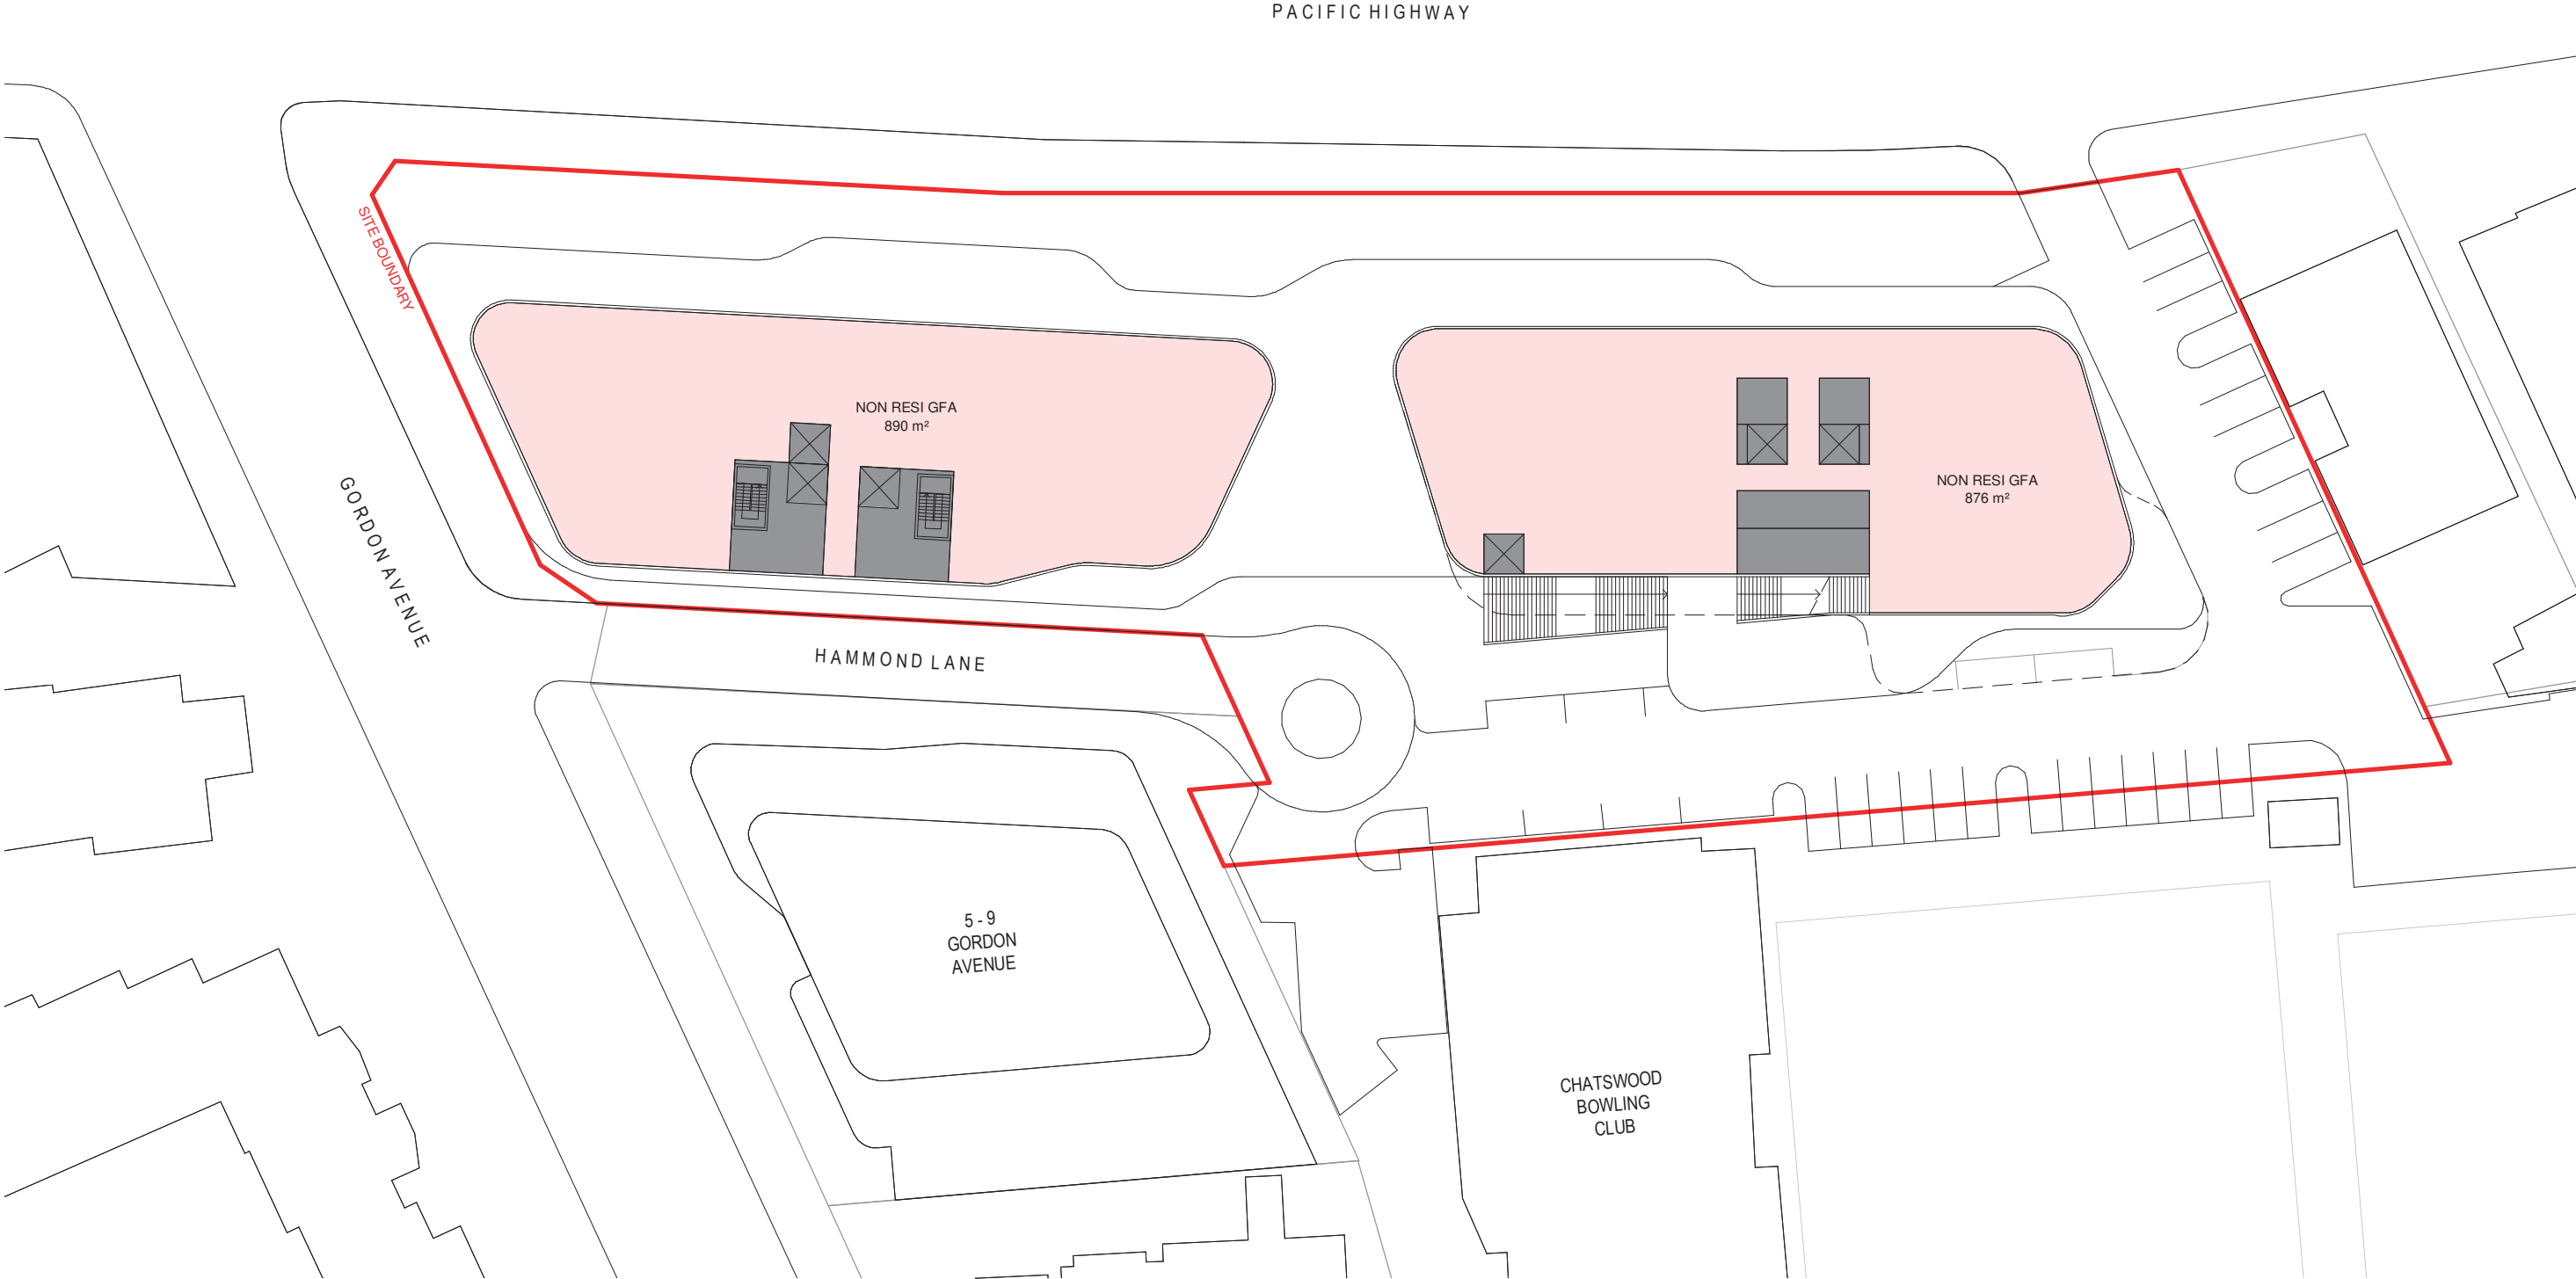 PACIFIC HIGHWAY
SITE BOUNDARY
NON RESI GFA
890 m²
NON RESI GFA
876 m²
GORDON AVENUE
HAMMOND LANE
5 - 9
GORDON
AVENUE
CHATSWOOD
BOWLING
CLUB